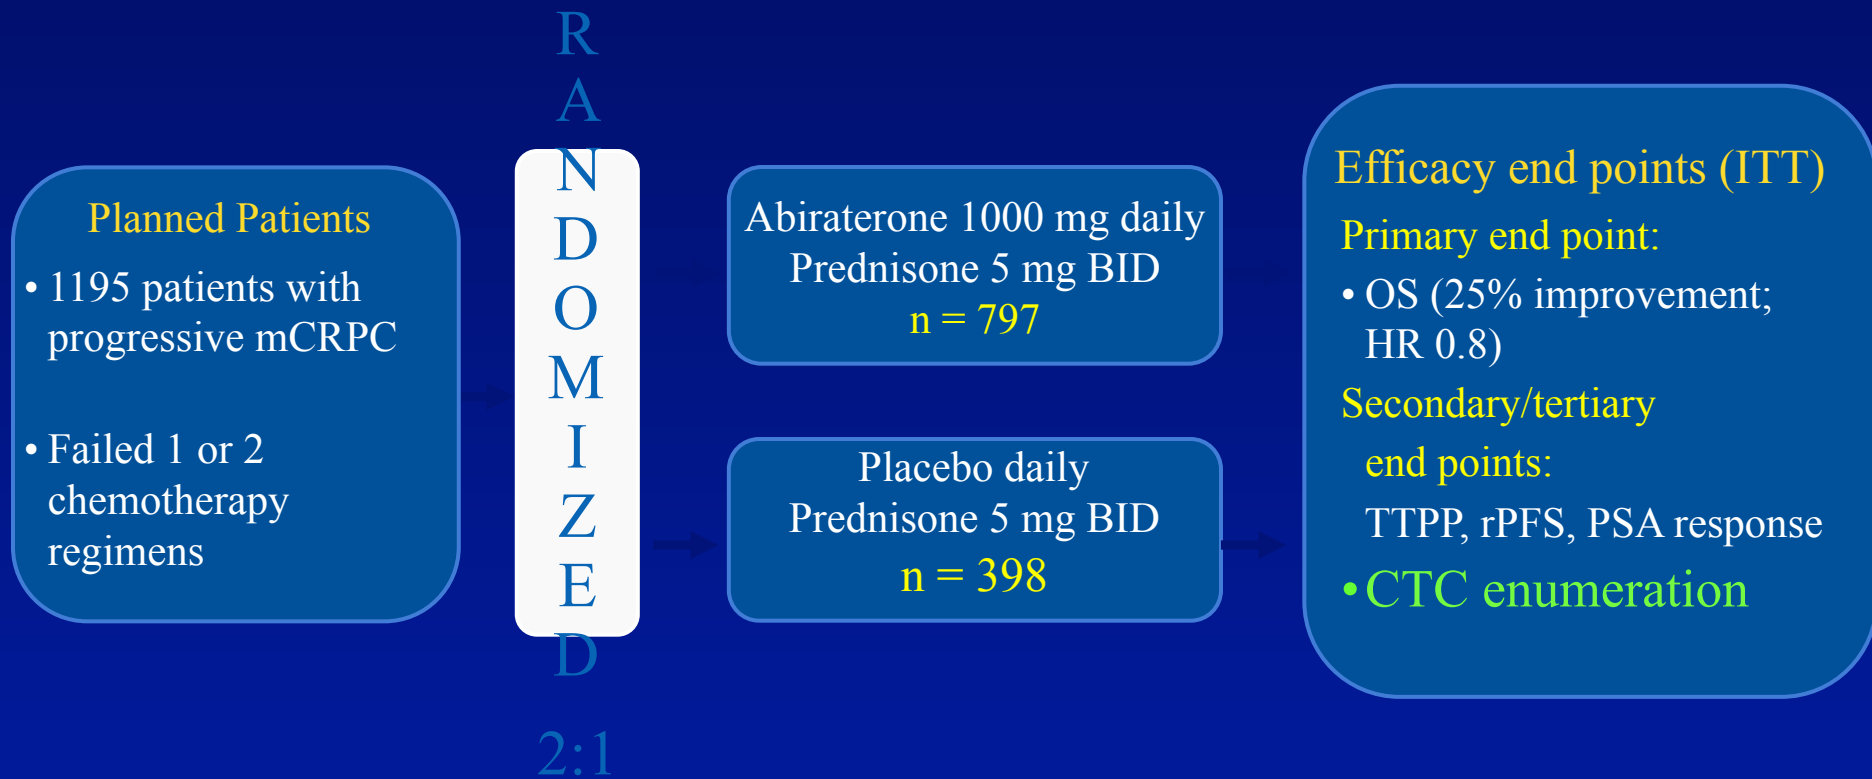 Planned Patients
• 1195 patients with
progressive mCRPC
• Failed 1 or 2
chemotherapy
regimens
R
A
N
D
O
M
I
Z
E
D
2:1
Abiraterone 1000 mg daily
Prednisone 5 mg BID
n = 797
Placebo daily
Prednisone 5 mg BID
n = 398
Efficacy end points (ITT)
Primary end point:
• OS (25% improvement;
HR 0.8)
Secondary/tertiary
end points:
TTPP, rPFS, PSA response
• CTC enumeration